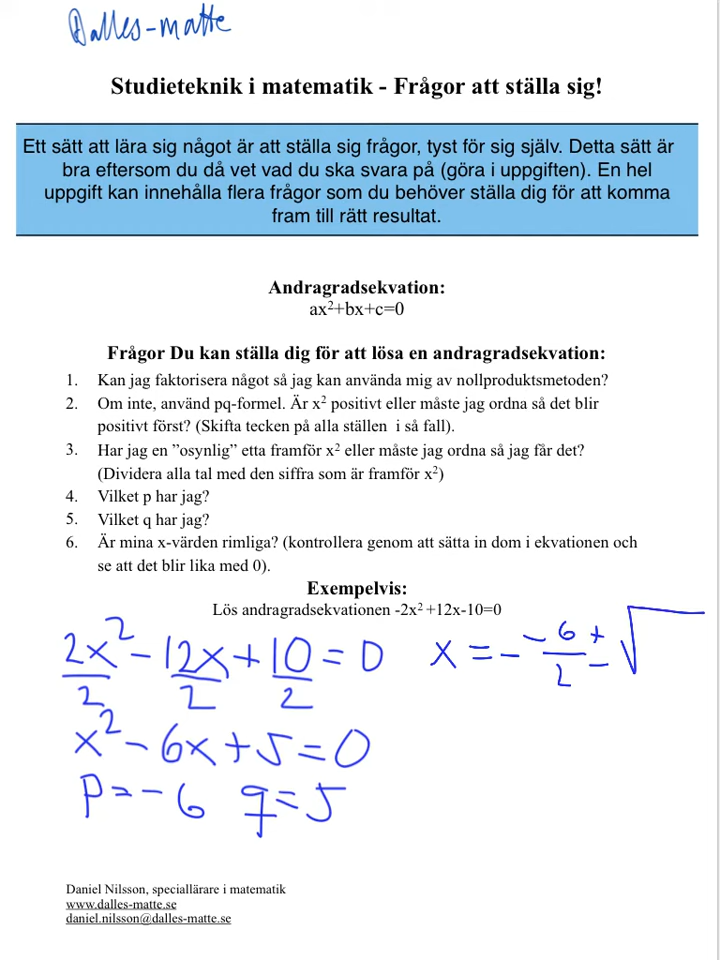 Dalles-matte
Studieteknik i matematik - Frågor att ställa sig!
Ett sätt att lära sig något är att ställa sig frågor, tyst för sig själv. Detta sätt är
bra eftersom du då vet vad du ska svara på (göra i uppgiften). En hel
uppgift kan innehålla flera frågor som du behöver ställa dig för att komma
fram till rätt resultat.
Andragradsekvation:
ax²+bx+c=0
Frågor Du kan ställa dig för att lösa en andragradsekvation:
1. Kan jag faktorisera något så jag kan använda mig av nollproduktsmetoden?
2. Om inte, använd pq-formel. Är x² positivt eller måste jag ordna så det blir
positivt först? (Skifta tecken på alla ställen i så fall).
3. Har jag en ”osynlig” etta framför x² eller måste jag ordna så jag får det?
(Dividera alla tal med den siffra som är framför x²)
4. Vilket p har jag?
5. Vilket q har jag?
6. Är mina x-värden rimliga? (kontrollera genom att sätta in dom i ekvationen och
se att det blir lika med 0).
Exempelvis:
Lös andragradsekvationen -2x² +12x-10=0
2x²/2 - 12x/2 + 10/2 = 0
x = - -6/2 ± √
x² - 6x + 5 = 0
p = -6 q = 5
Daniel Nilsson, speciallärare i matematik
www.dalles-matte.se
daniel.nilsson@dalles-matte.se